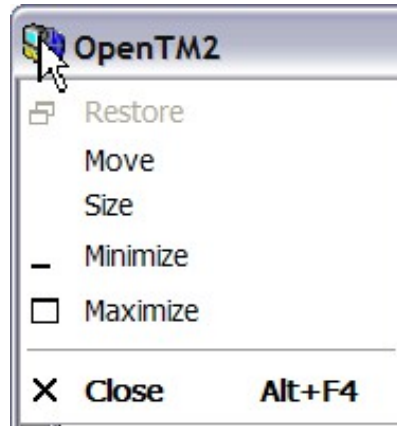 OpenTM2
Restore
Move
Size
Minimize
Maximize
Close Alt+F4